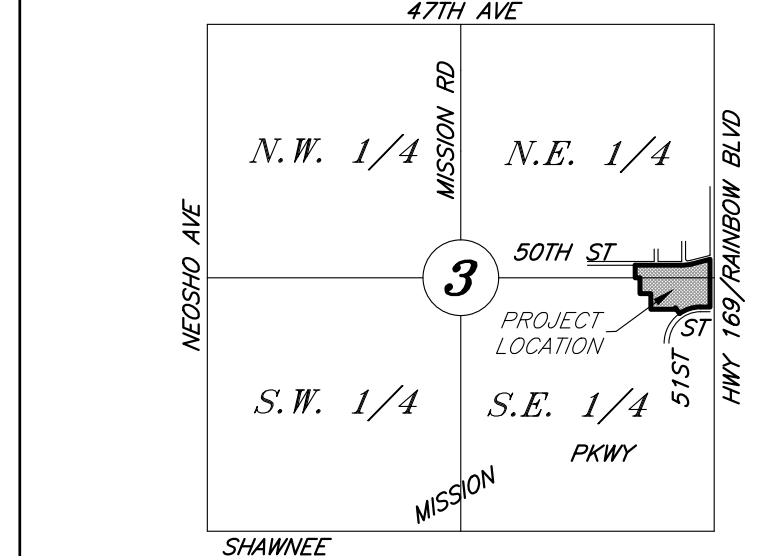 47TH AVE
N.W. 1/4
MISSION RD
N.E. 1/4
NEOSHO AVE
HWY 169/RAINBOW BLVD
50TH ST
3
PROJECT
LOCATION
51ST ST
S.W. 1/4
S.E. 1/4
MISSION PKWY
SHAWNEE